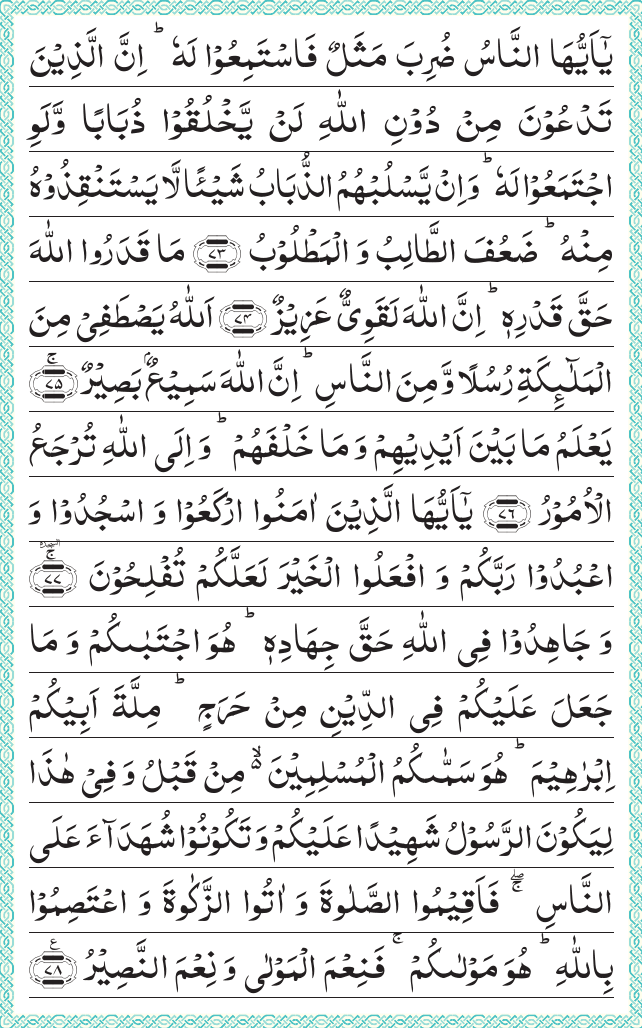 يٰۤاَيُّهَا النَّاسُ ضُرِبَ مَثَلٌ فَاسْتَمِعُوْا لَهٗ ؕ اِنَّ الَّذِيْنَ
تَدْعُوْنَ مِنْ دُوْنِ اللّٰهِ لَنْ يَّخْلُقُوْا ذُبَابًا وَّلَوِ
اجْتَمَعُوْا لَهٗ ؕ وَاِنْ يَّسْلُبْهُمُ الذُّبَابُ شَيْـًٔا لَّا يَسْتَنْقِذُوْهُ
مِنْهُ ؕ ضَعُفَ الطَّالِبُ وَ الْمَطْلُوْبُ ﴿۷۳﴾ مَا قَدَرُوا اللّٰهَ
حَقَّ قَدْرِهٖ ؕ اِنَّ اللّٰهَ لَقَوِيٌّ عَزِيْزٌ ﴿۷۴﴾ اَللّٰهُ يَصْطَفِيْ مِنَ
الْمَلٰٓئِكَةِ رُسُلًا وَّ مِنَ النَّاسِ ؕ اِنَّ اللّٰهَ سَمِيْعٌۢ بَصِيْرٌ ﴿ۚ۷۵﴾
يَعْلَمُ مَا بَيْنَ اَيْدِيْهِمْ وَ مَا خَلْفَهُمْ ؕ وَ اِلَى اللّٰهِ تُرْجَعُ
الْاُمُوْرُ ﴿۷۶﴾ يٰۤاَيُّهَا الَّذِيْنَ اٰمَنُوا ارْكَعُوْا وَ اسْجُدُوْا وَ
اعْبُدُوْا رَبَّكُمْ وَ افْعَلُوا الْخَيْرَ لَعَلَّكُمْ تُفْلِحُوْنَ ﴿ۚ۷۷﴾ السجدة
وَ جَاهِدُوْا فِي اللّٰهِ حَقَّ جِهَادِهٖ ؕ هُوَ اجْتَبٰىكُمْ وَ مَا
جَعَلَ عَلَيْكُمْ فِي الدِّيْنِ مِنْ حَرَجٍ ؕ مِلَّةَ اَبِيْكُمْ
اِبْرٰهِيْمَ ؕ هُوَ سَمّٰىكُمُ الْمُسْلِمِيْنَ ۙ۬ مِنْ قَبْلُ وَ فِيْ هٰذَا
لِيَكُوْنَ الرَّسُوْلُ شَهِيْدًا عَلَيْكُمْ وَ تَكُوْنُوْا شُهَدَآءَ عَلَى
النَّاسِ ۚۖ فَاَقِيْمُوا الصَّلٰوةَ وَ اٰتُوا الزَّكٰوةَ وَ اعْتَصِمُوْا
بِاللّٰهِ ؕ هُوَ مَوْلٰىكُمْ ۚ فَنِعْمَ الْمَوْلٰى وَ نِعْمَ النَّصِيْرُ ﴿۷۸﴾ ع